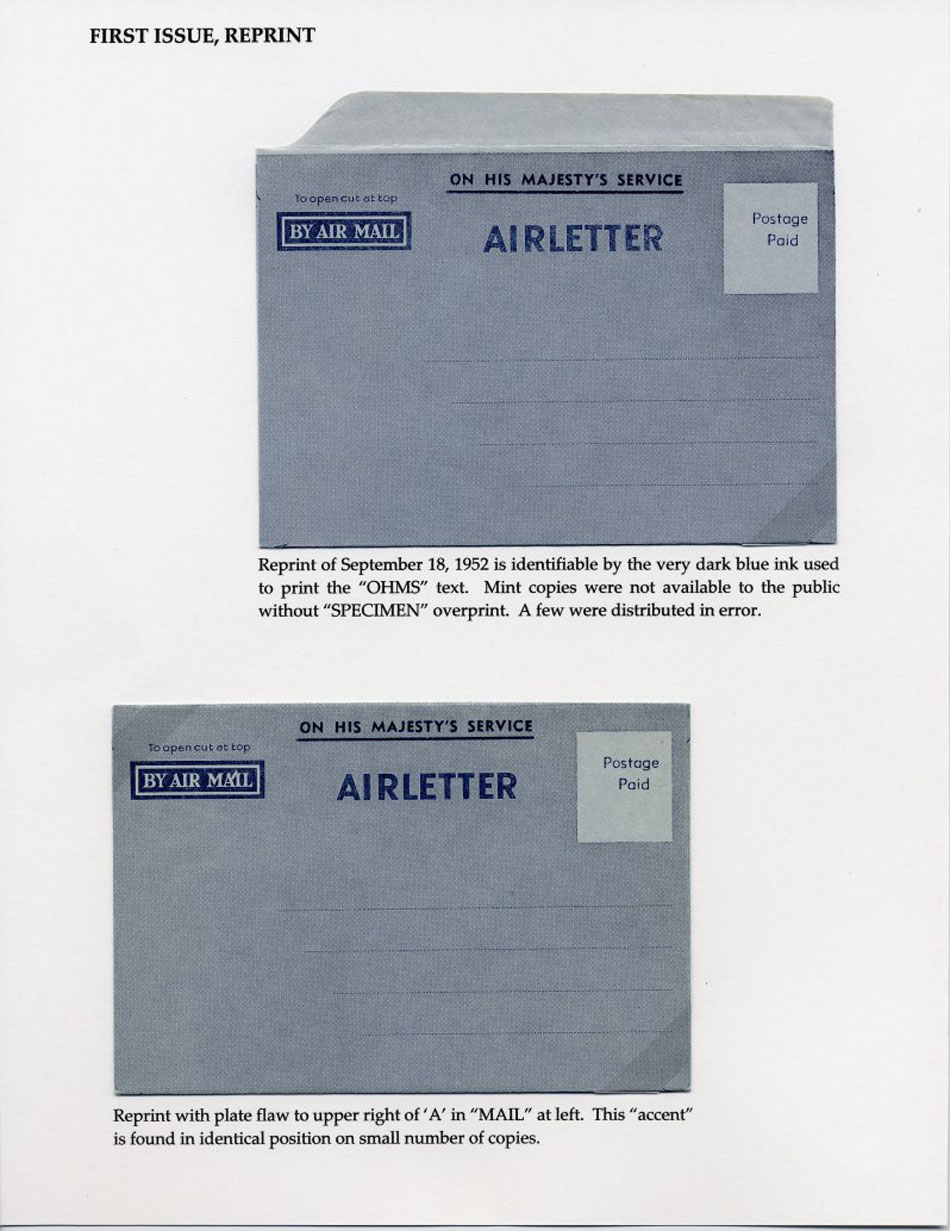 FIRST ISSUE, REPRINT
ON HIS MAJESTY'S SERVICE
To open cut at top
BY AIR MAIL
AIRLETTER
Postage
Paid
Reprint of September 18, 1952 is identifiable by the very dark blue ink used
to print the “OHMS” text. Mint copies were not available to the public
without “SPECIMEN” overprint. A few were distributed in error.
ON HIS MAJESTY'S SERVICE
To open cut at top
BY AIR MAIL
AIRLETTER
Postage
Paid
Reprint with plate flaw to upper right of ‘A’ in “MAIL” at left. This “accent”
is found in identical position on small number of copies.